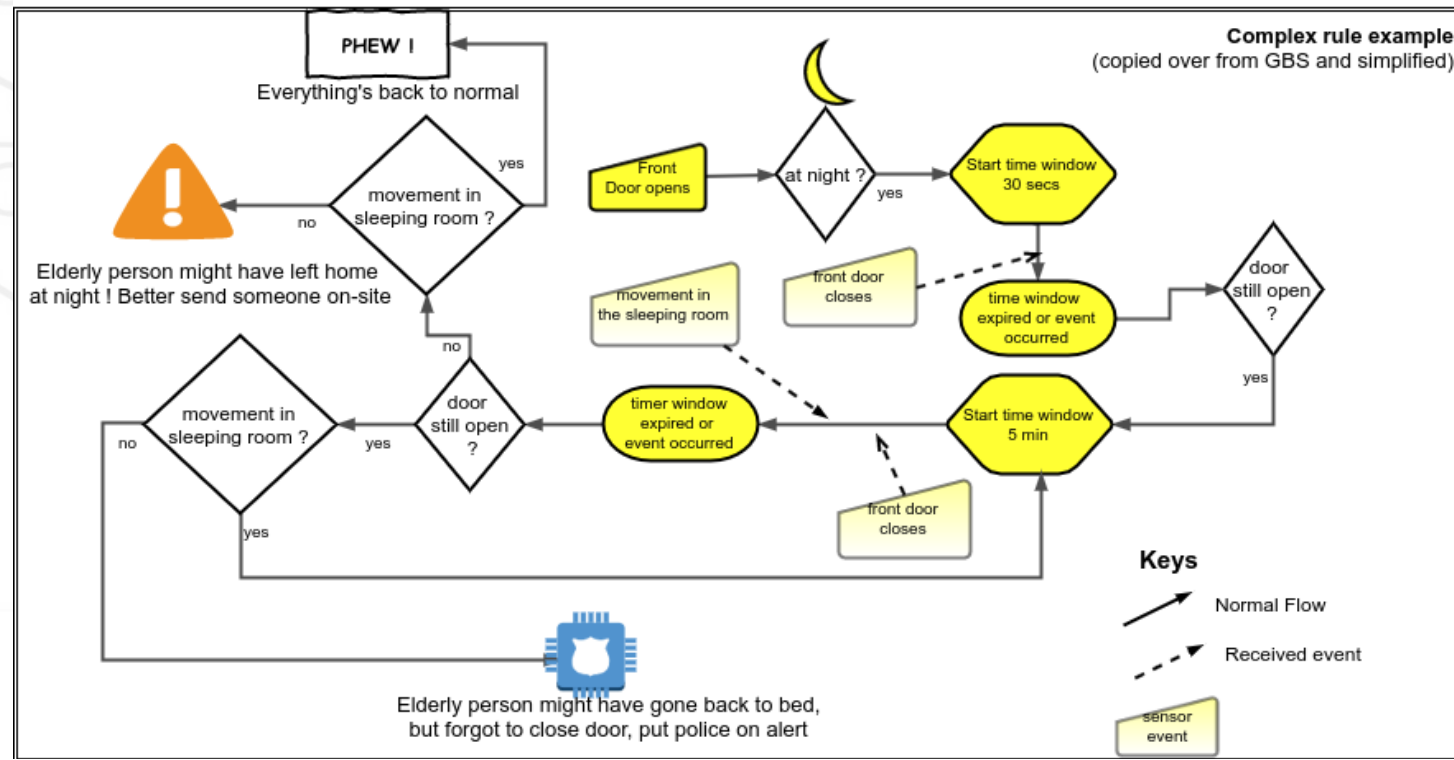 Complex rule example
(copied over from GBS and simplified)
PHEW !
Everything's back to normal
yes
movement in
sleeping room ?
no
Elderly person might have left home
at night ! Better send someone on-site
Front
Door opens
at night ?
yes
Start time window
30 secs
front door
closes
time window
expired or event
occurred
door
still open
?
yes
movement in
the sleeping room
Start time window
5 min
front door
closes
timer window
expired or
event occurred
door
still open
?
no
yes
movement in
sleeping room ?
no
yes
Elderly person might have gone back to bed,
but forgot to close door, put police on alert
Keys
Normal Flow
Received event
sensor
event